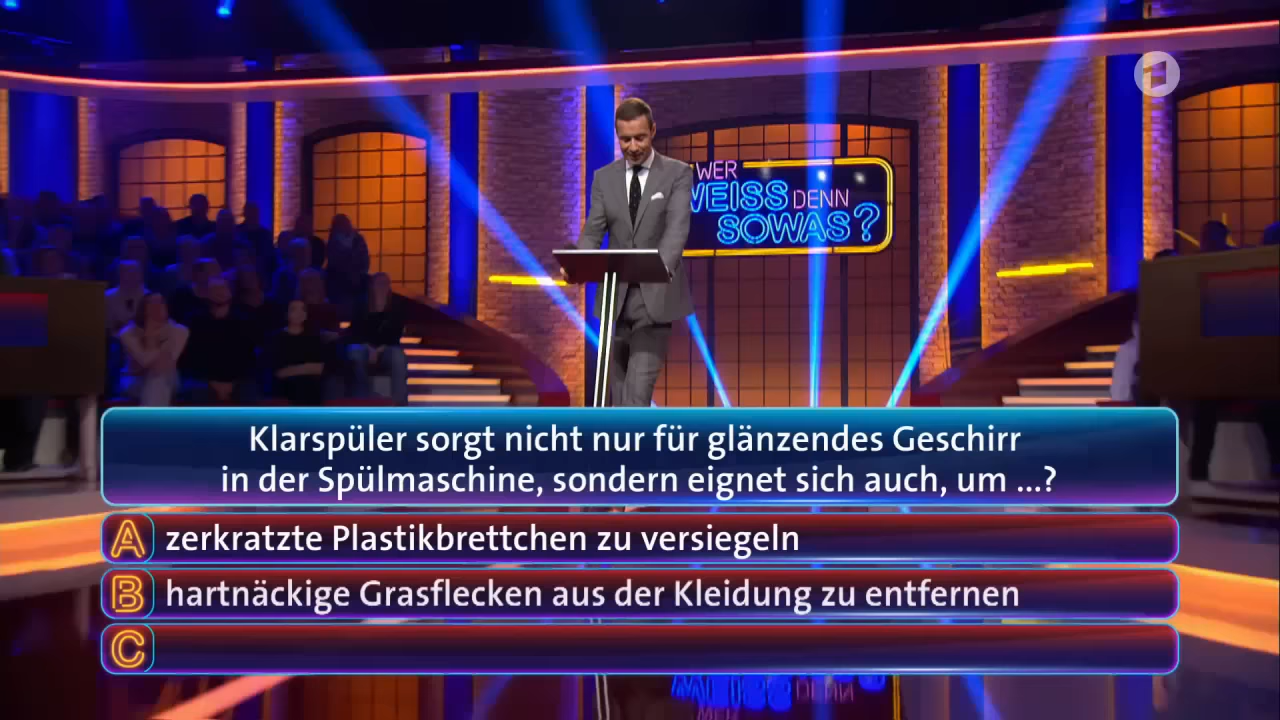 1
WER
WEISS DENN
SOWAS?
Klarspüler sorgt nicht nur für glänzendes Geschirr
in der Spülmaschine, sondern eignet sich auch, um ...?
A zerkratzte Plastikbrettchen zu versiegeln
B hartnäckige Grasflecken aus der Kleidung zu entfernen
C